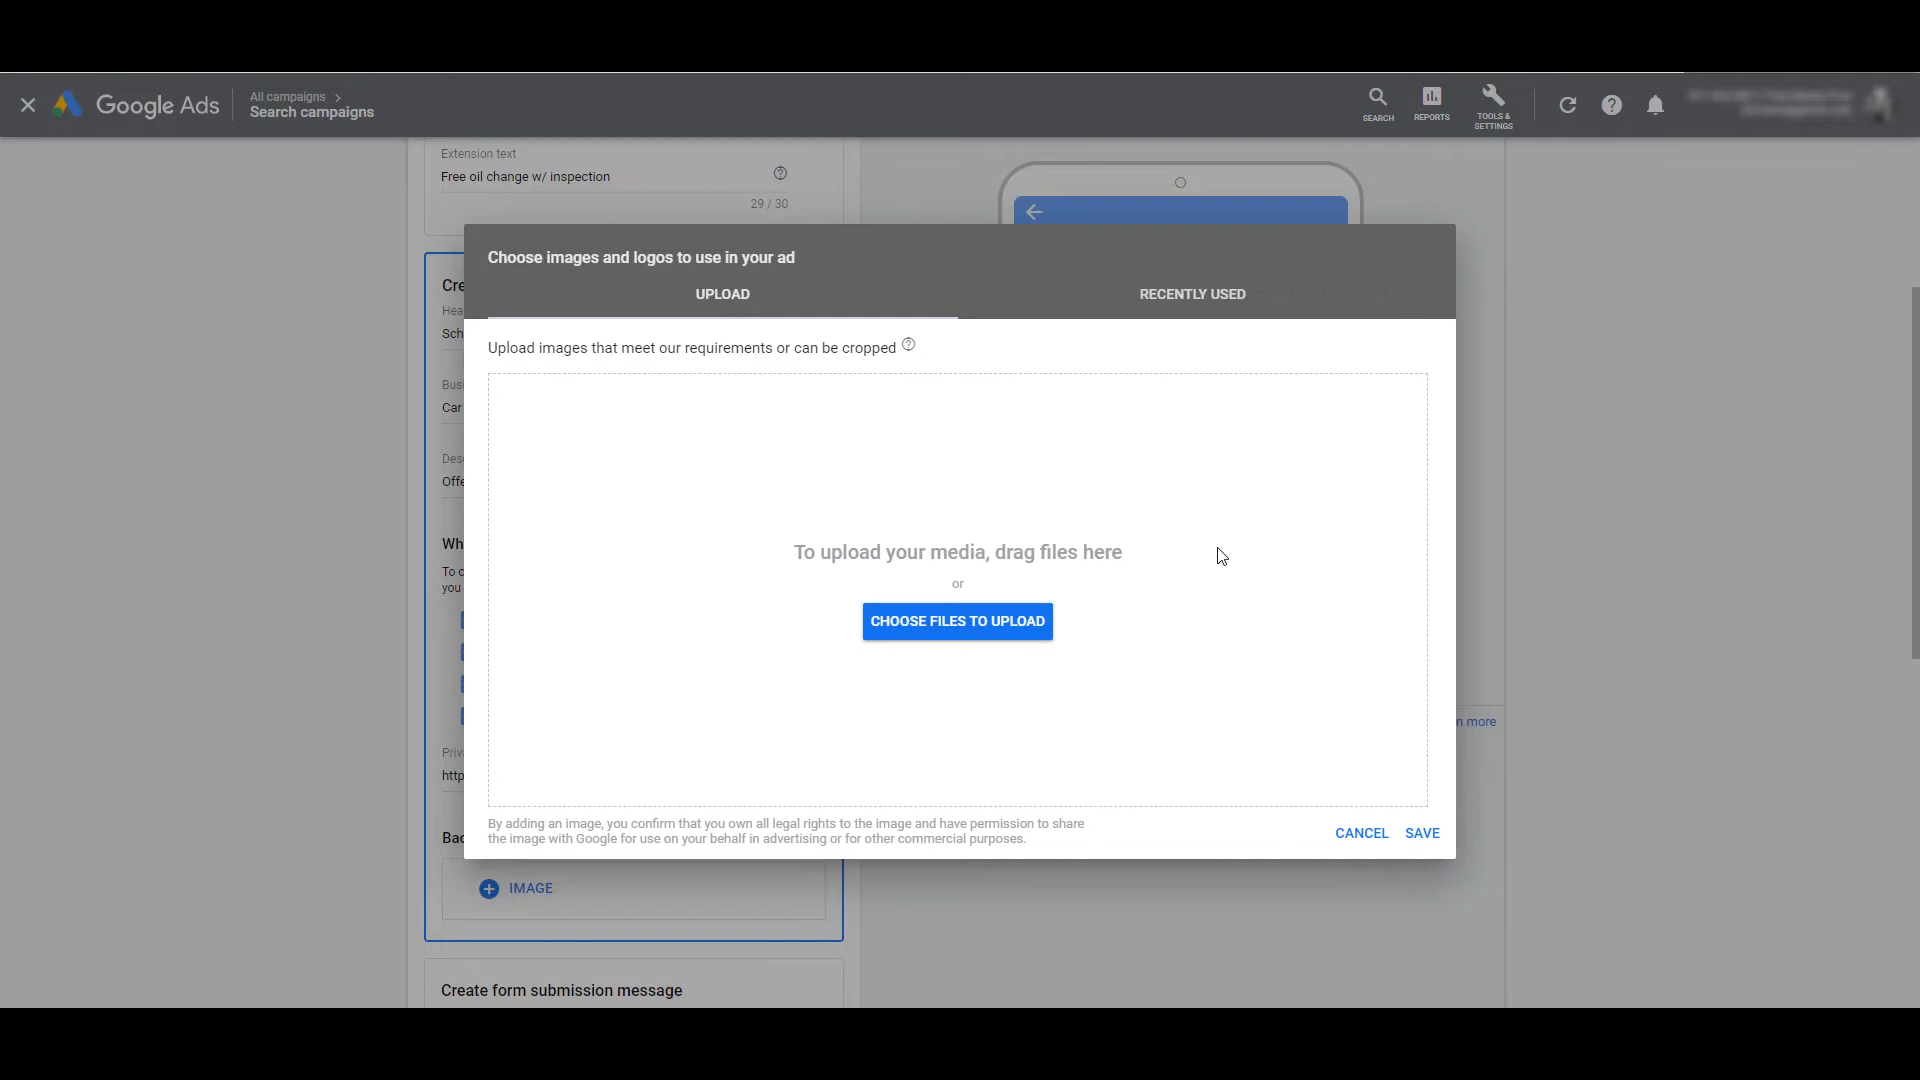 Google Ads
All campaigns
Search campaigns
SEARCH
REPORTS
TOOLS &
SETTINGS
Extension text
Free oil change w/ inspection
29 / 30
Choose images and logos to use in your ad
UPLOAD
RECENTLY USED
Upload images that meet our requirements or can be cropped
To upload your media, drag files here
or
CHOOSE FILES TO UPLOAD
By adding an image, you confirm that you own all legal rights to the image and have permission to share
the image with Google for use on your behalf in advertising or for other commercial purposes.
CANCEL
SAVE
Cre
Hea
Sch
Busi
Car
Des
Offe
Wh
To c
you
Priv
http
Bac
n more
IMAGE
Create form submission message